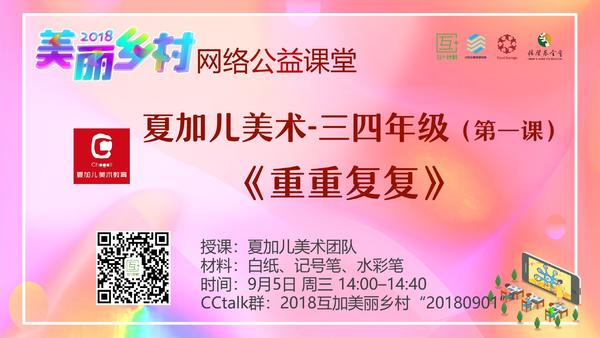 2018
美丽乡村
网络公益课堂
夏加儿美术-三四年级（第一课）
Chagall
夏加儿美术教育
《重重复复》
授课：夏加儿美术团队
材料：白纸、记号笔、水彩笔
时间：9月5日 周三 14:00-14:40
CCtalk群：2018互加美丽乡村“20180901”